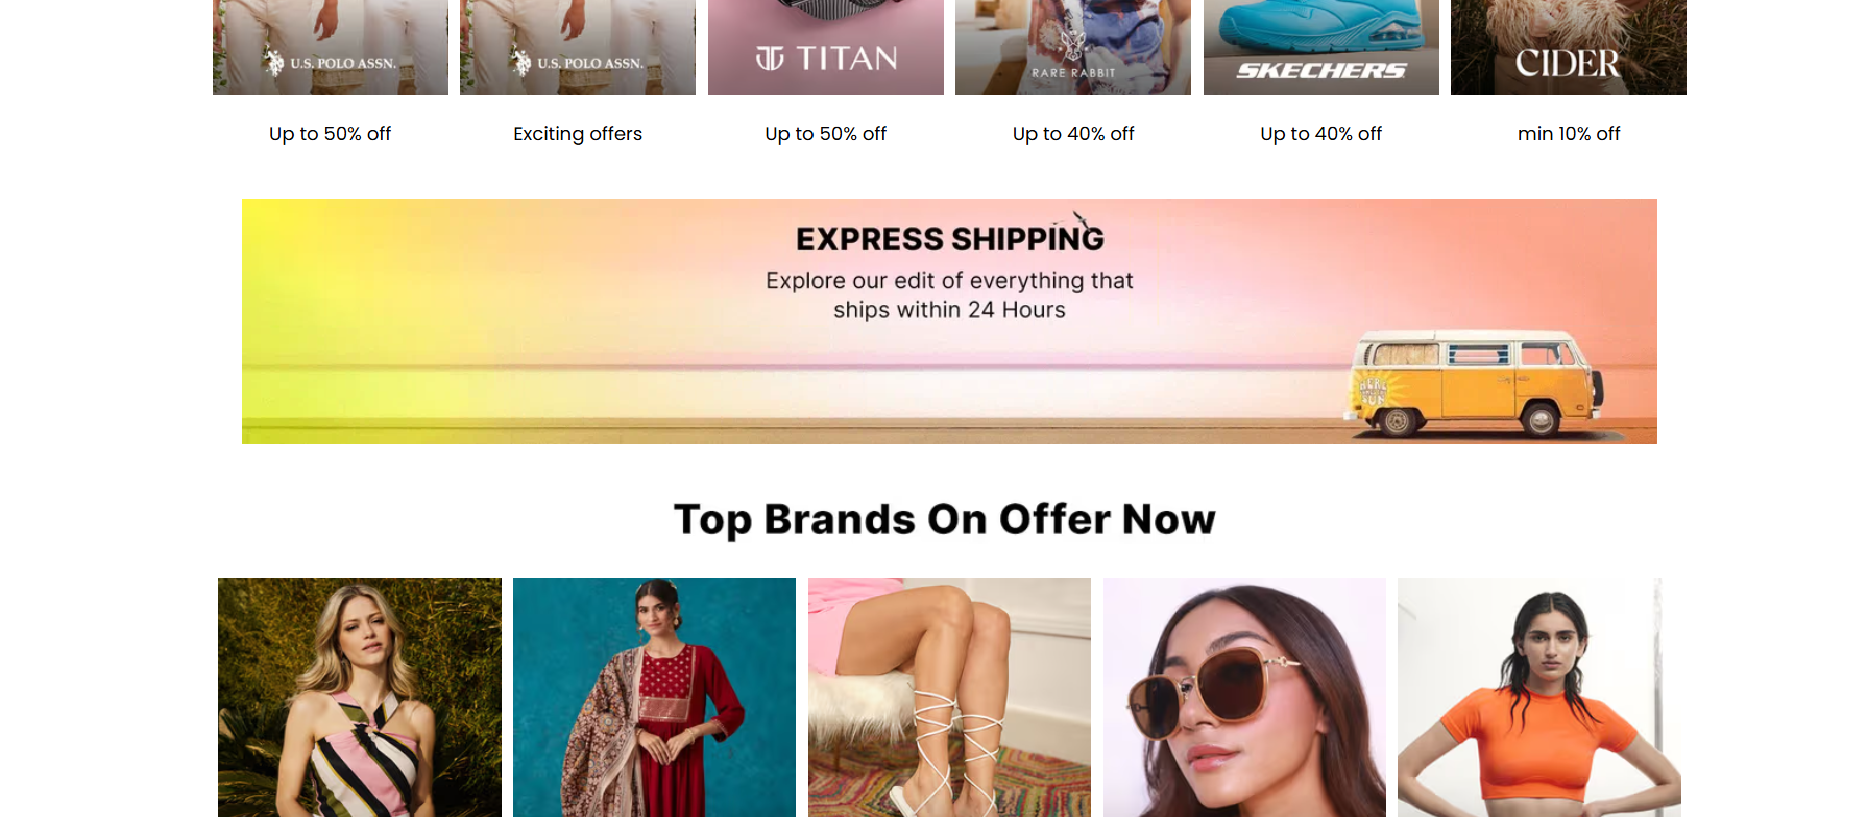 U.S. POLO ASSN.
U.S. POLO ASSN.
TITAN
RARE RABBIT
SKECHERS
CIDER
Up to 50% off
Exciting offers
Up to 50% off
Up to 40% off
Up to 40% off
min 10% off
EXPRESS SHIPPING
Explore our edit of everything that
ships within 24 Hours
HERE
SUN
Top Brands On Offer Now